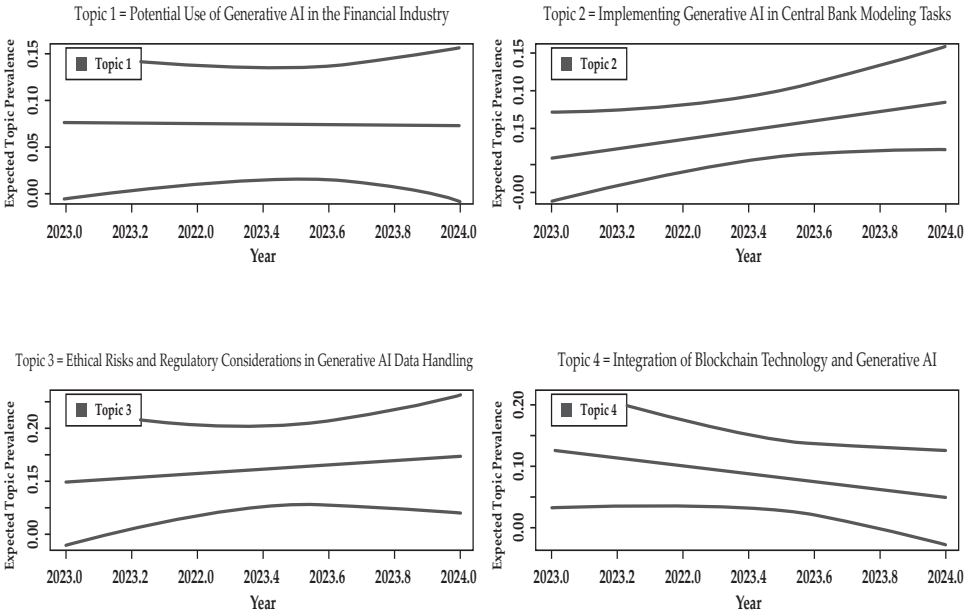 Topic 1 = Potential Use of Generative AI in the Financial Industry
Expected Topic Prevalence
0.15
0.10
0.05
0.00
Topic 1
2023.0 2023.2 2022.0 2023.4 2023.6 2023.8 2024.0
Year
Topic 2 = Implementing Generative AI in Central Bank Modeling Tasks
Expected Topic Prevalence
0.15
0.10
0.15
-0.00
Topic 2
2023.0 2023.2 2022.0 2023.4 2023.6 2023.8 2024.0
Year
Topic 3 = Ethical Risks and Regulatory Considerations in Generative AI Data Handling
Expected Topic Prevalence
0.20
0.15
0.00
Topic 3
2023.0 2023.2 2022.0 2023.4 2023.6 2023.8 2024.0
Year
Topic 4 = Integration of Blockchain Technology and Generative AI
Expected Topic Prevalence
0.20
0.10
0.00
Topic 4
2023.0 2023.2 2022.0 2023.4 2023.6 2023.8 2024.0
Year